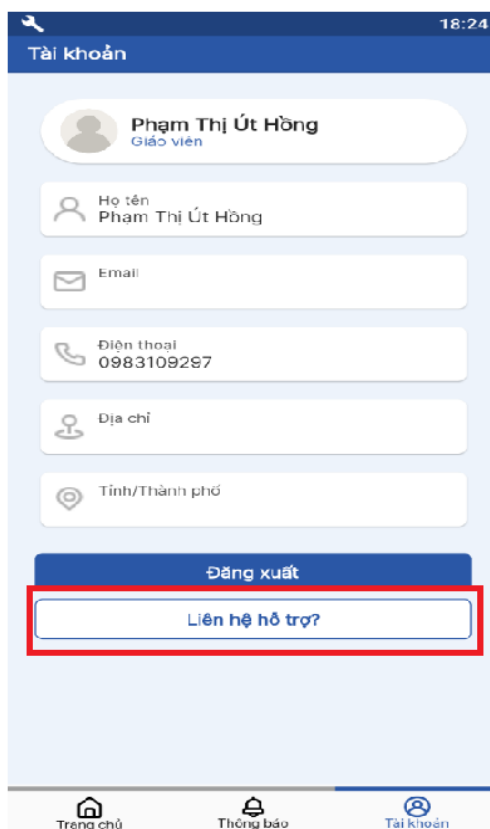 18:24
Tài khoản
Phạm Thị Út Hồng
Giáo viên
Họ tên
Phạm Thị Út Hồng
Email
Điện thoại
0983109297
Địa chỉ
Tỉnh/Thành phố
Đăng xuất
Liên hệ hỗ trợ?
Trang chủ
Thông báo
Tài khoản